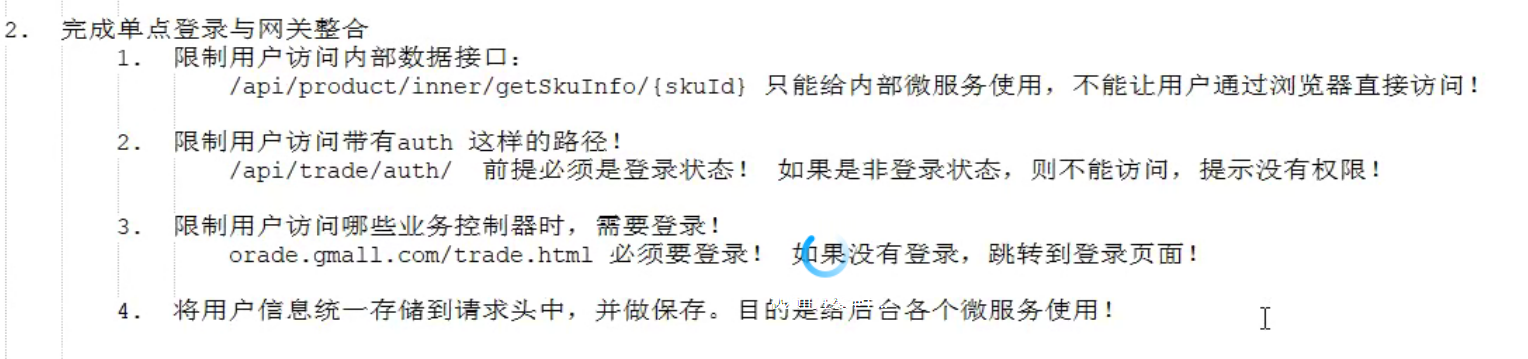 2. 完成单点登录与网关整合
1. 限制用户访问内部数据接口:
/api/product/inner/getSkuInfo/{skuId} 只能给内部微服务使用，不能让用户通过浏览器直接访问！
2. 限制用户访问带有auth 这样的路径！
/api/trade/auth/ 前提必须是登录状态！ 如果是非登录状态，则不能访问，提示没有权限！
3. 限制用户访问哪些业务控制器时，需要登录！
orade.gmall.com/trade.html 必须要登录！ 如果没有登录，跳转到登录页面！
4. 将用户信息统一存储到请求头中，并做保存。目的是给后台各个微服务使用！